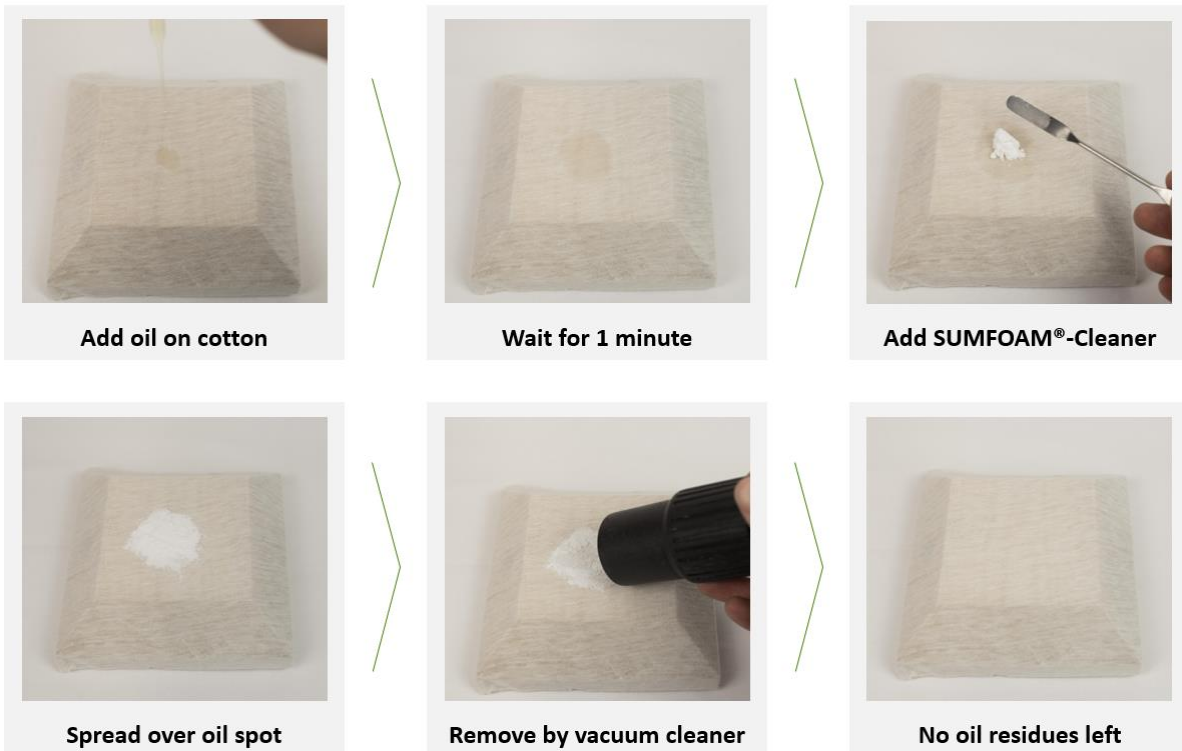 Add oil on cotton
Wait for 1 minute
Add SUMFOAM®-Cleaner
Spread over oil spot
Remove by vacuum cleaner
No oil residues left